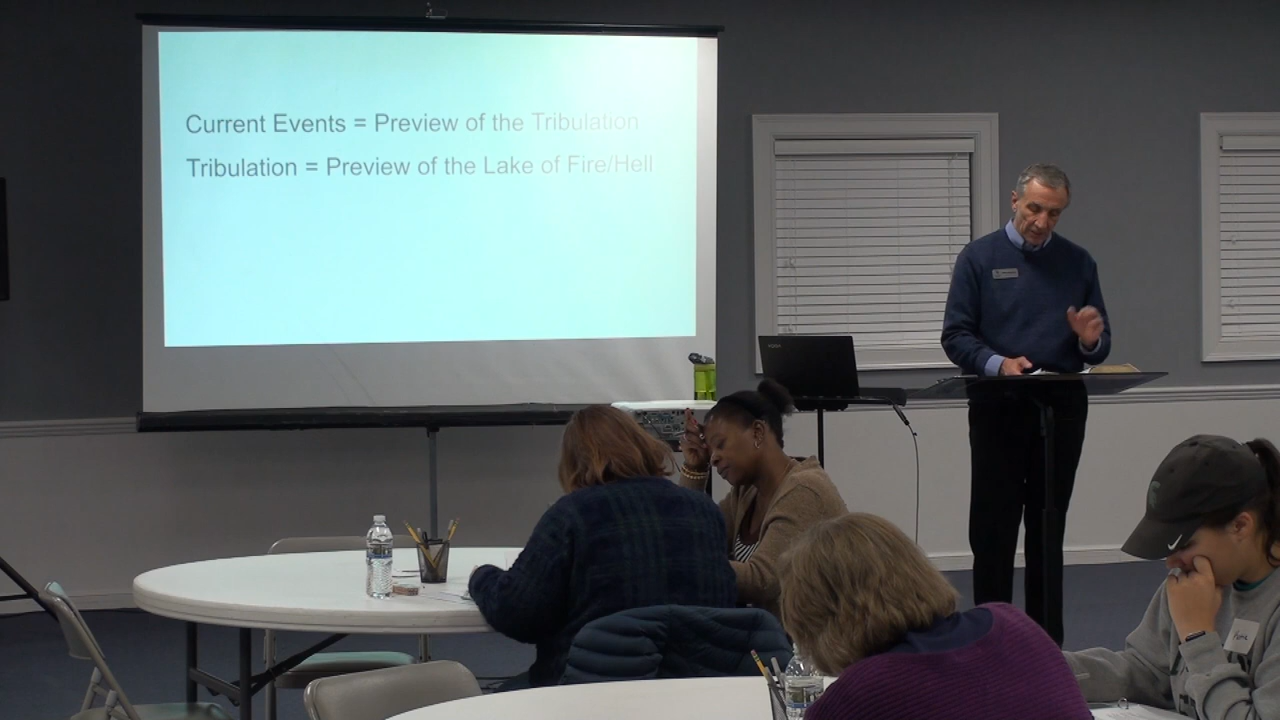 Current Events = Preview of the Tribulation
Tribulation = Preview of the Lake of Fire/Hell